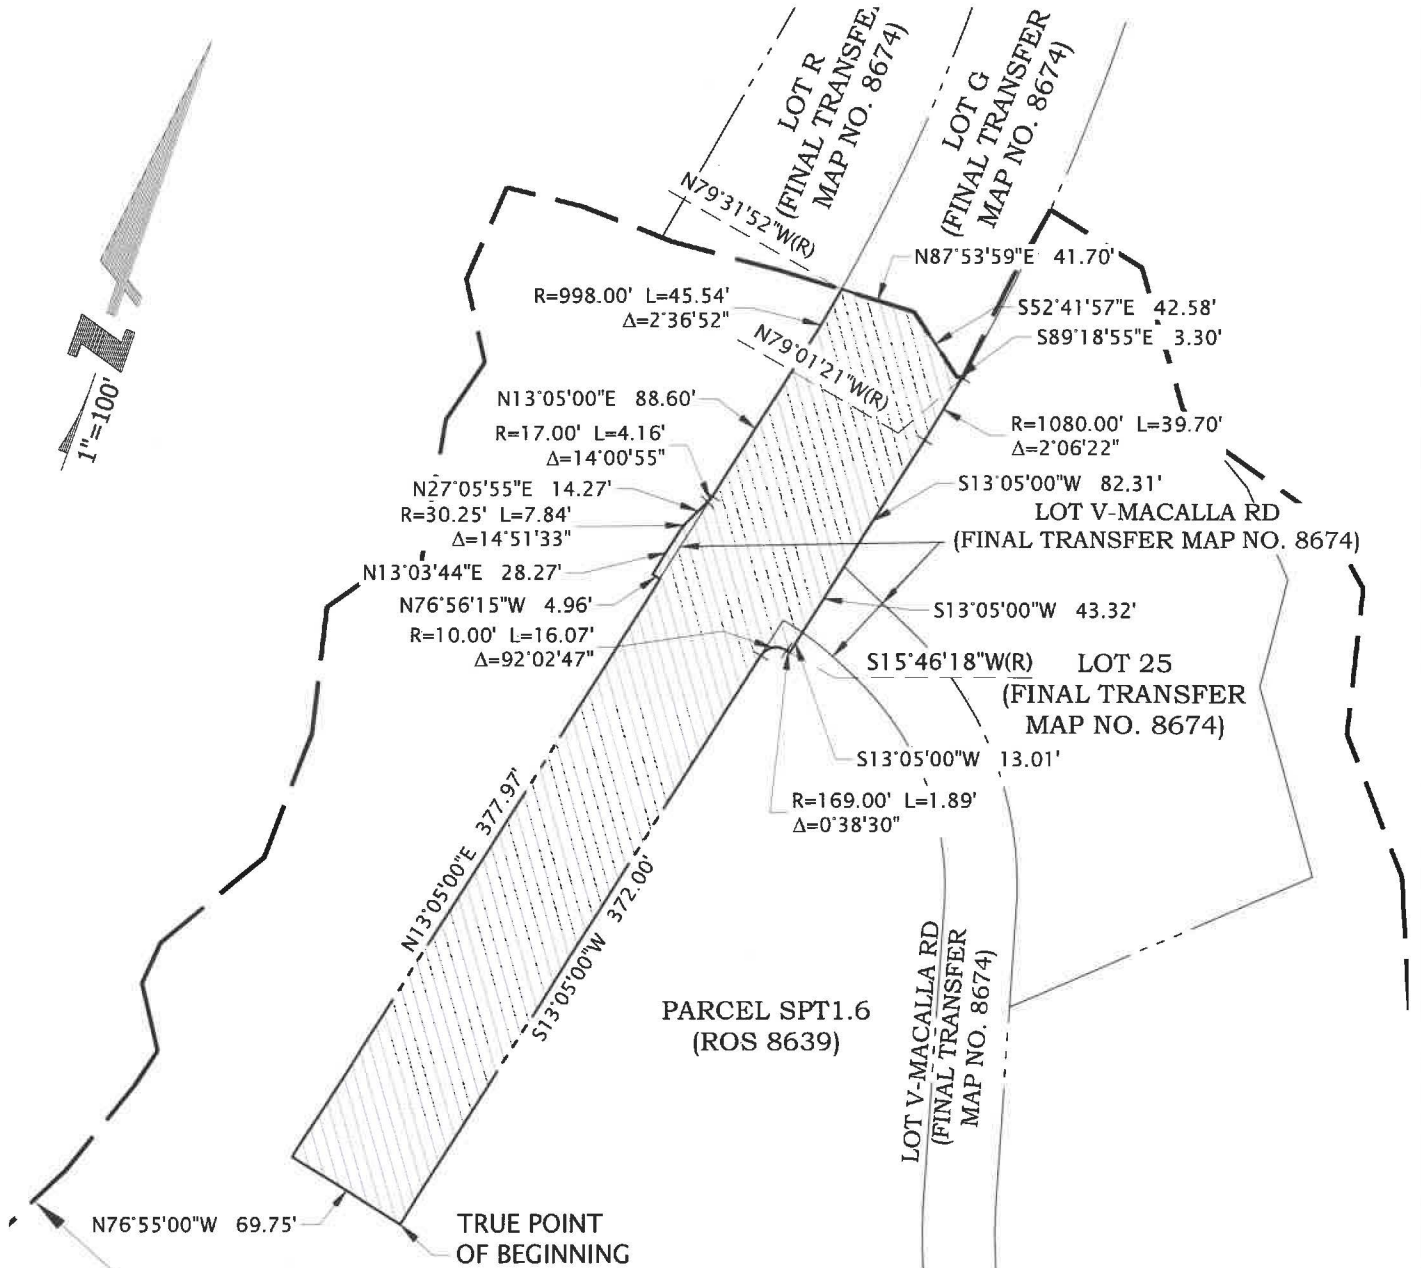 LOT R
(FINAL TRANSFER
MAP NO. 8674)
LOT G
(FINAL TRANSFER
MAP NO. 8674)
N79°31'52"W(R)
N
1"=100'
N87°53'59"E 41.70'
R=998.00' L=45.54'
Δ=2°36'52"
S52°41'57"E 42.58'
S89°18'55"E 3.30'
N79°01'21"W(R)
N13°05'00"E 88.60'
R=17.00' L=4.16'
Δ=14°00'55"
R=1080.00' L=39.70'
Δ=2°06'22"
N27°05'55"E 14.27'
R=30.25' L=7.84'
Δ=14°51'33"
S13°05'00"W 82.31'
LOT V-MACALLA RD
(FINAL TRANSFER MAP NO. 8674)
N13°03'44"E 28.27'
N76°56'15"W 4.96'
S13°05'00"W 43.32'
R=10.00' L=16.07'
Δ=92°02'47"
S15°46'18"W(R)
LOT 25
(FINAL TRANSFER
MAP NO. 8674)
S13°05'00"W 13.01'
R=169.00' L=1.89'
Δ=0°38'30"
N13°05'00"E 377.97'
S13°05'00"W 372.00'
PARCEL SPT1.6
(ROS 8639)
LOT V-MACALLA RD
(FINAL TRANSFER
MAP NO. 8674)
N76°55'00"W 69.75'
TRUE POINT
OF BEGINNING